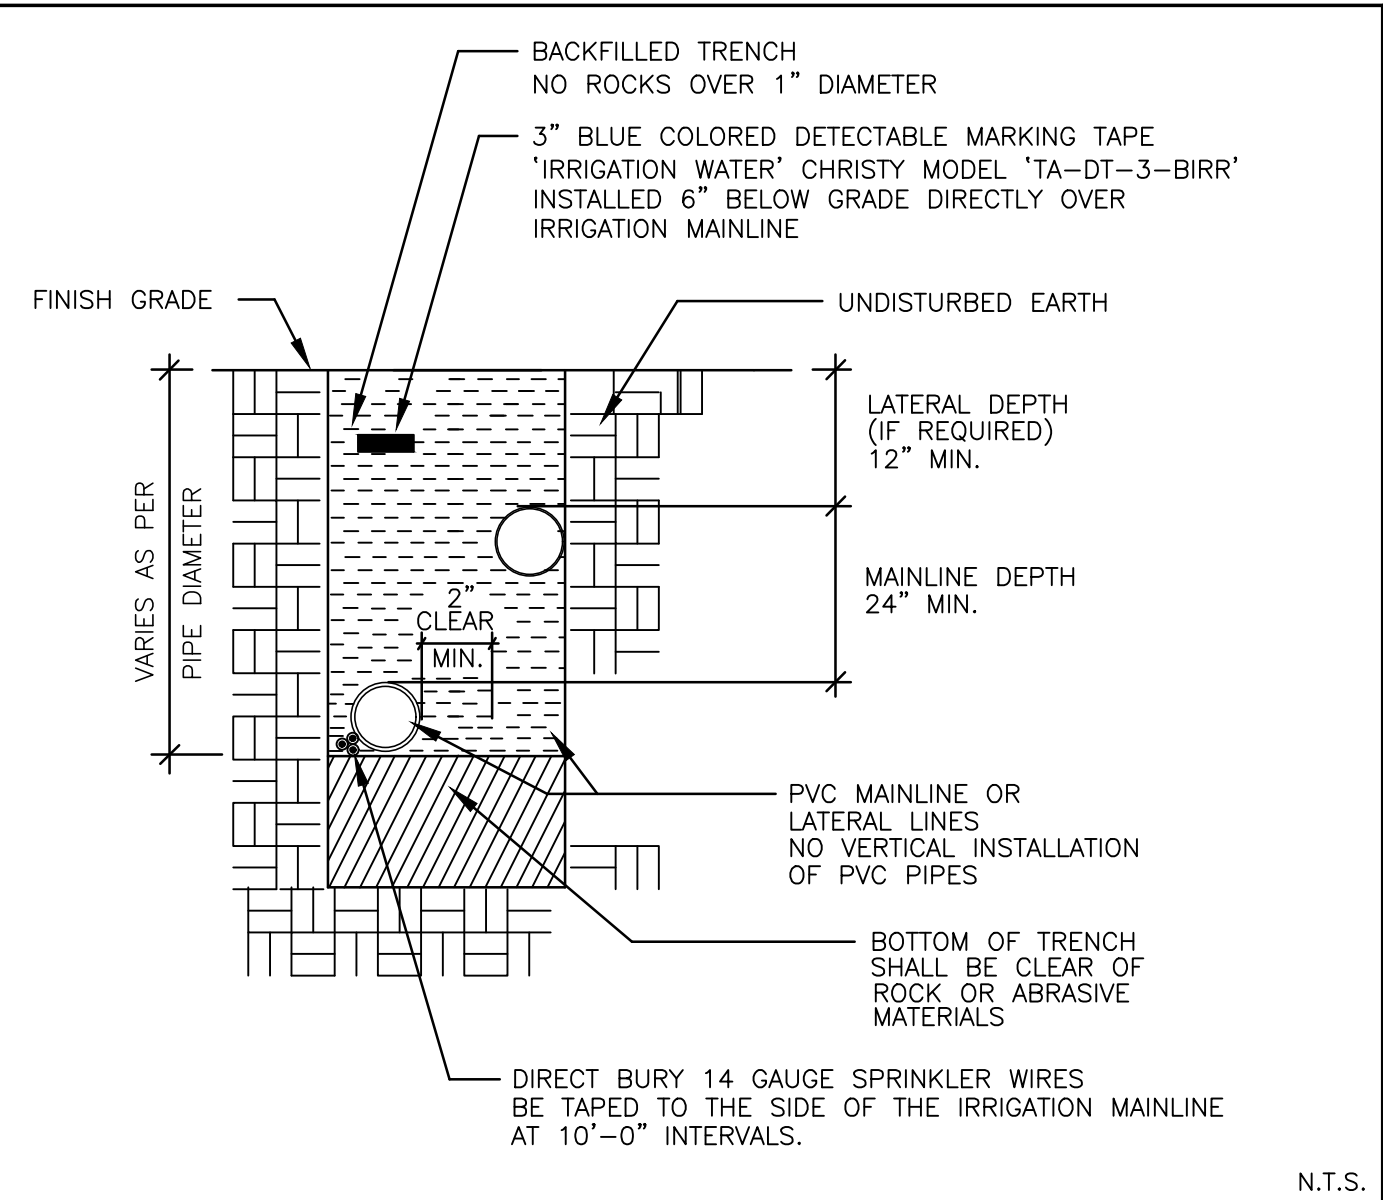 BACKFILLED TRENCH
NO ROCKS OVER 1” DIAMETER
3” BLUE COLORED DETECTABLE MARKING TAPE
‘IRRIGATION WATER’ CHRISTY MODEL ‘TA–DT–3–BIRR’
INSTALLED 6” BELOW GRADE DIRECTLY OVER
IRRIGATION MAINLINE
FINISH GRADE
UNDISTURBED EARTH
LATERAL DEPTH
(IF REQUIRED)
12” MIN.
VARIES AS PER
PIPE DIAMETER
MAINLINE DEPTH
24” MIN.
2”
CLEAR
MIN.
PVC MAINLINE OR
LATERAL LINES
NO VERTICAL INSTALLATION
OF PVC PIPES
BOTTOM OF TRENCH
SHALL BE CLEAR OF
ROCK OR ABRASIVE
MATERIALS
DIRECT BURY 14 GAUGE SPRINKLER WIRES
BE TAPED TO THE SIDE OF THE IRRIGATION MAINLINE
AT 10’–0” INTERVALS.
N.T.S.